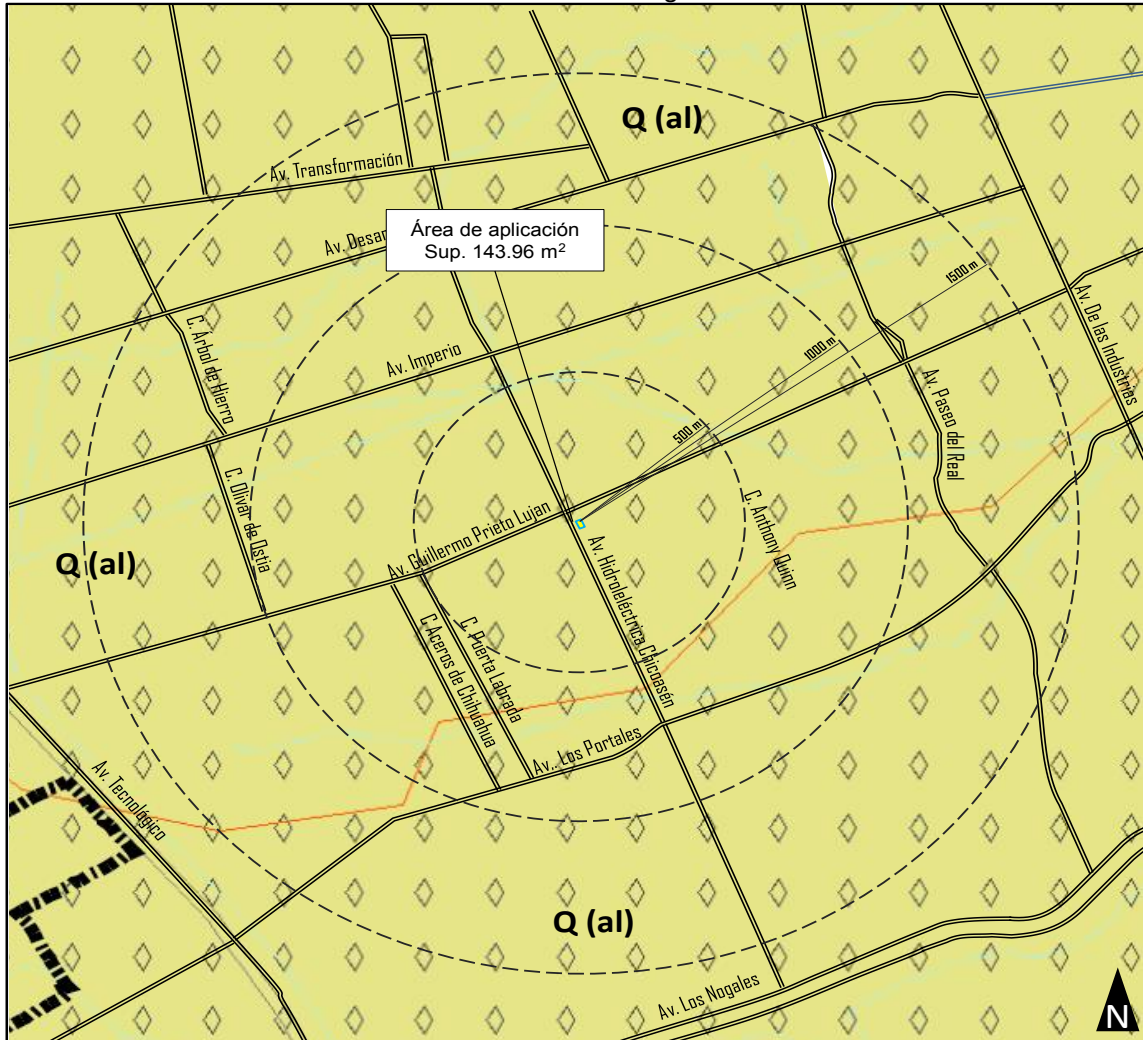 Q (al)
Av. Transformación
Área de aplicación
Sup. 143.96 m²
Av. Desar
1500 m
Av. De las Industrias
C. Árbol de Hierro
Av. Imperio
1000 m
Av. Paseo del Real
500 m
C. Olivar de Ostia
Av. Guillermo Prieto Lujan
C. Anthony Quinn
Q (al)
Av. Hidroleléctrica Chicoasén
C. Puerta Labrada
C. Aceros de Chihuahua
Av.. Los Portales
Av. Tecnológico
Q (al)
Av. Los Nogales
N